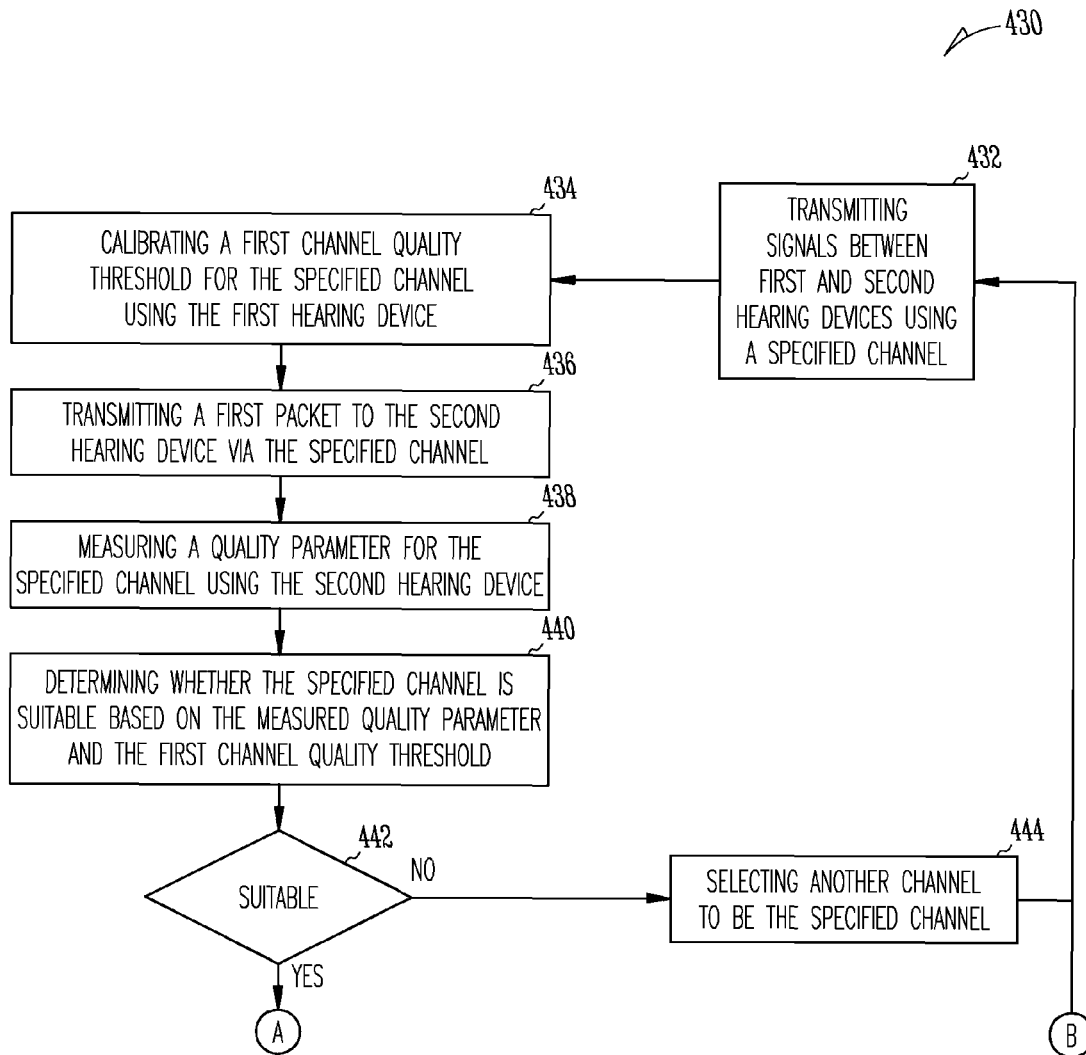 430
432
TRANSMITTING
SIGNALS BETWEEN
FIRST AND SECOND
HEARING DEVICES USING
A SPECIFIED CHANNEL
434
CALIBRATING A FIRST CHANNEL QUALITY
THRESHOLD FOR THE SPECIFIED CHANNEL
USING THE FIRST HEARING DEVICE
436
TRANSMITTING A FIRST PACKET TO THE SECOND
HEARING DEVICE VIA THE SPECIFIED CHANNEL
438
MEASURING A QUALITY PARAMETER FOR THE
SPECIFIED CHANNEL USING THE SECOND HEARING DEVICE
440
DETERMINING WHETHER THE SPECIFIED CHANNEL IS
SUITABLE BASED ON THE MEASURED QUALITY PARAMETER
AND THE FIRST CHANNEL QUALITY THRESHOLD
442
SUITABLE
NO
444
SELECTING ANOTHER CHANNEL
TO BE THE SPECIFIED CHANNEL
YES
A
B